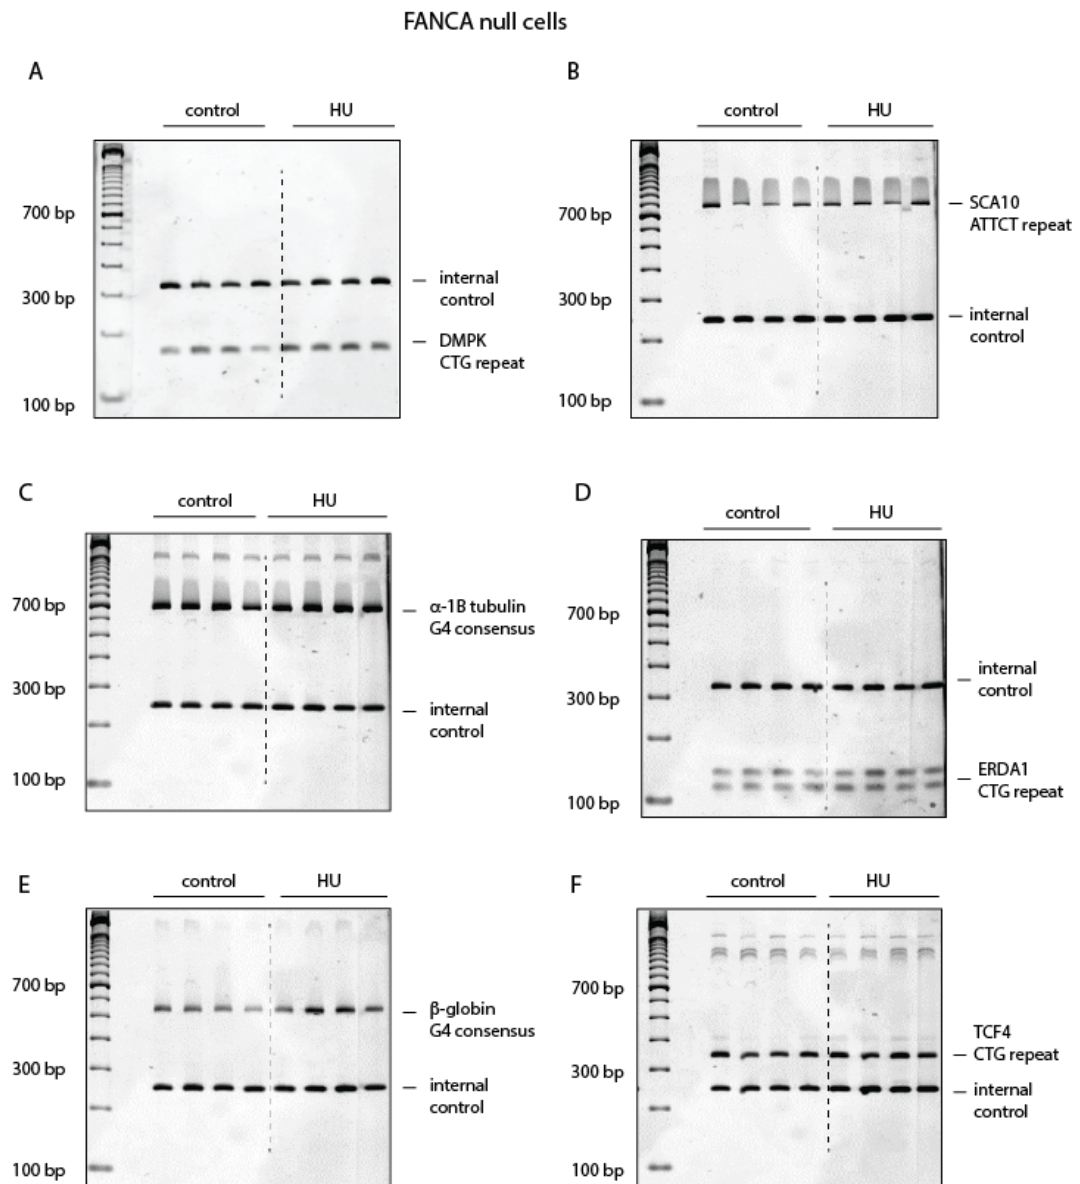 FANCA null cells
A
control
HU
700 bp
300 bp
100 bp
internal
control
DMPK
CTG repeat
B
control
HU
700 bp
300 bp
100 bp
SCA10
ATTCT repeat
internal
control
C
control
HU
700 bp
300 bp
100 bp
α-1B tubulin
G4 consensus
internal
control
D
control
HU
700 bp
300 bp
100 bp
internal
control
ERDA1
CTG repeat
E
control
HU
700 bp
300 bp
100 bp
β-globin
G4 consensus
internal
control
F
control
HU
700 bp
300 bp
100 bp
TCF4
CTG repeat
internal
control